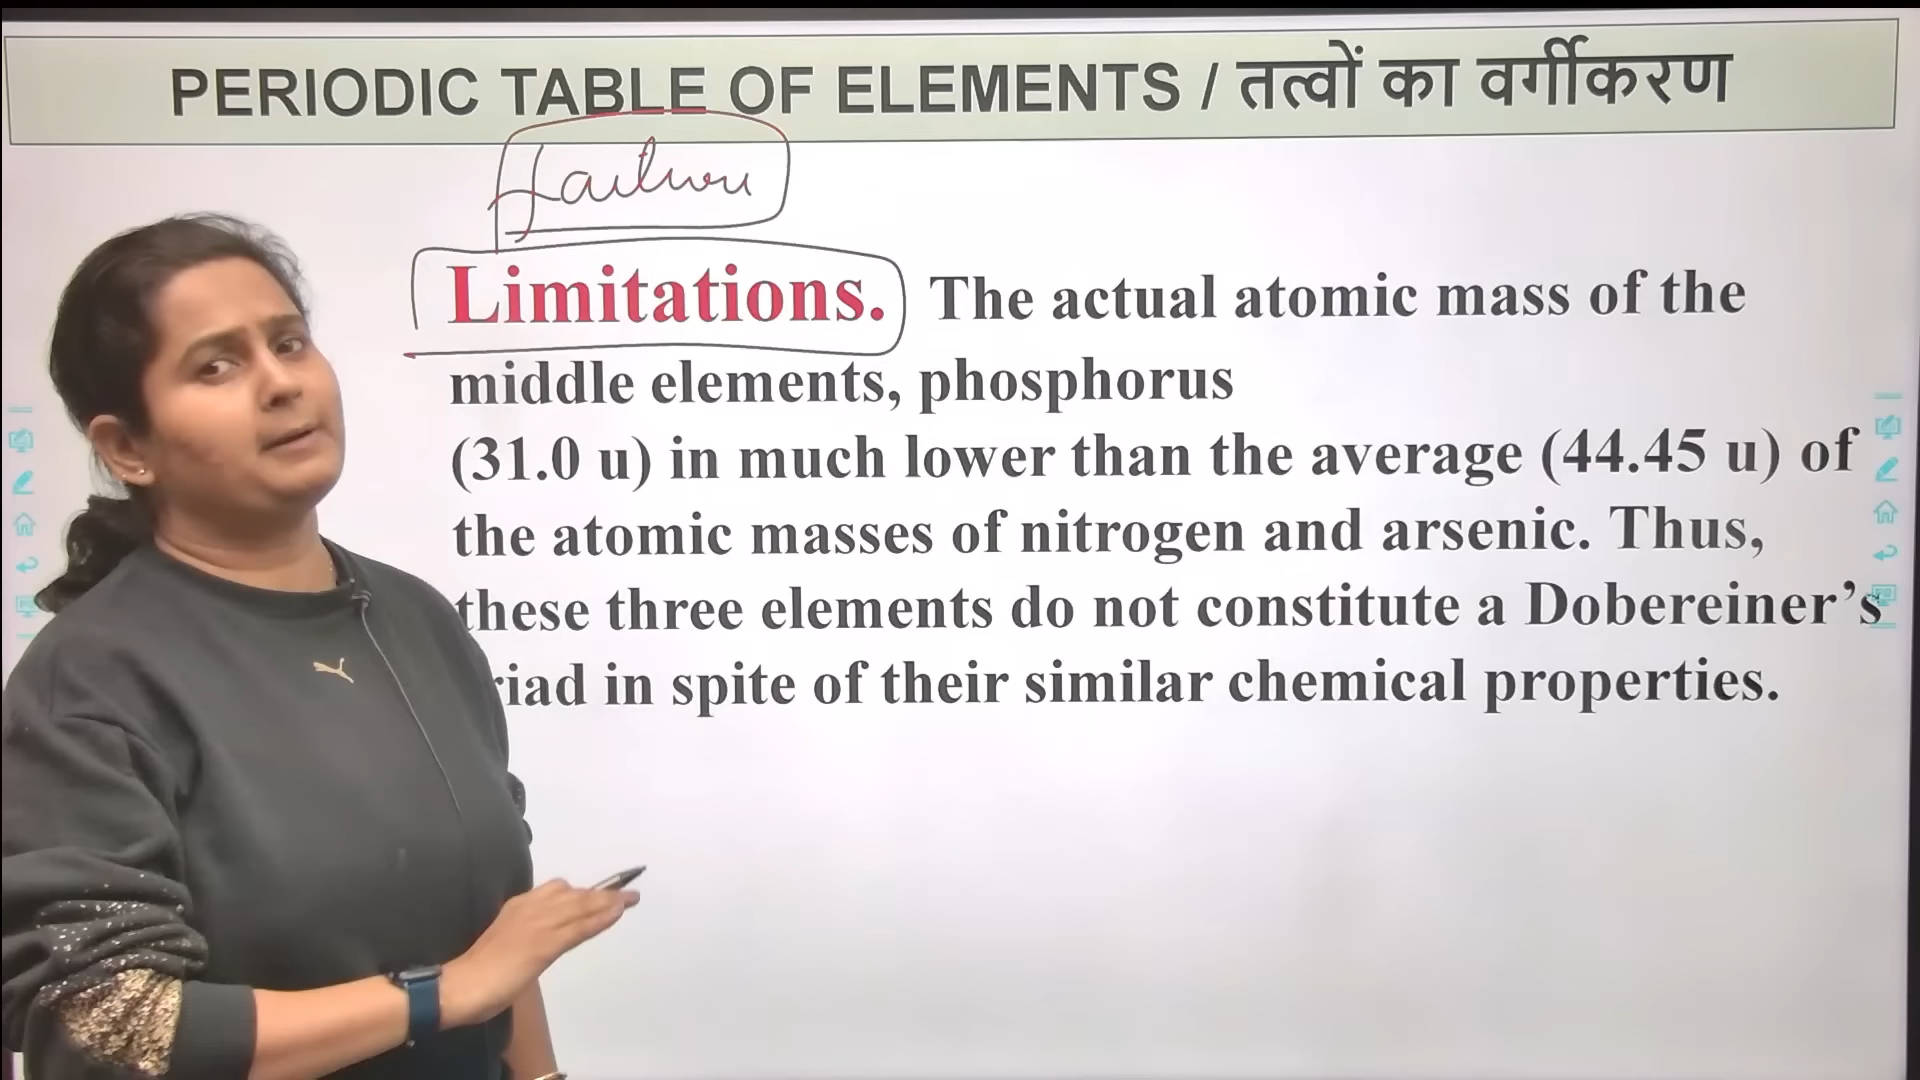 PERIODIC TABLE OF ELEMENTS / तत्वों का वर्गीकरण
Limitations. The actual atomic mass of the
middle elements, phosphorus
(31.0 u) in much lower than the average (44.45 u) of
the atomic masses of nitrogen and arsenic. Thus,
these three elements do not constitute a Dobereiner’s
riad in spite of their similar chemical properties.